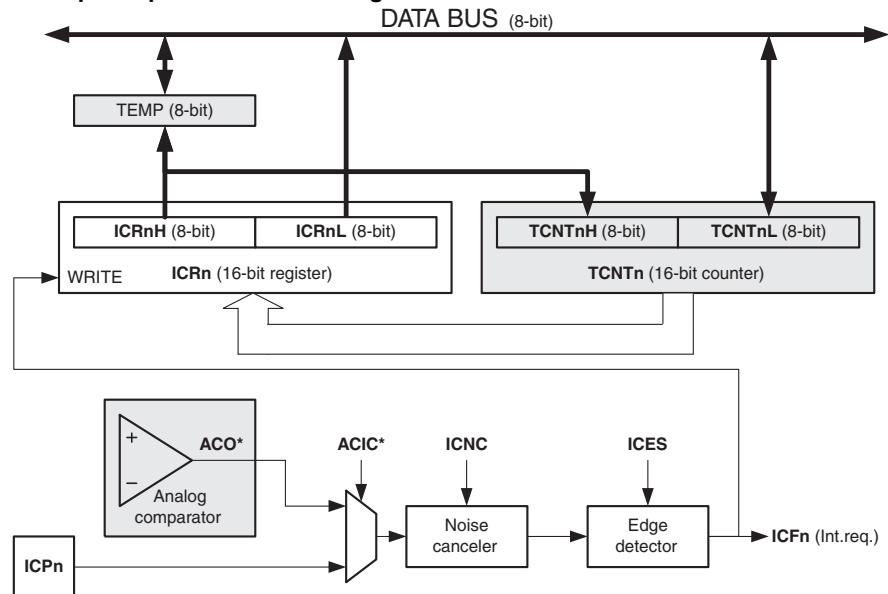 DATA BUS (8-bit)
TEMP (8-bit)
ICRnH (8-bit)
ICRnL (8-bit)
TCNTnH (8-bit)
TCNTnL (8-bit)
WRITE
ICRn (16-bit register)
TCNTn (16-bit counter)
+
−
ACO*
Analog
comparator
ACIC*
ICNC
ICES
Noise
canceler
Edge
detector
ICFn (Int.req.)
ICPn